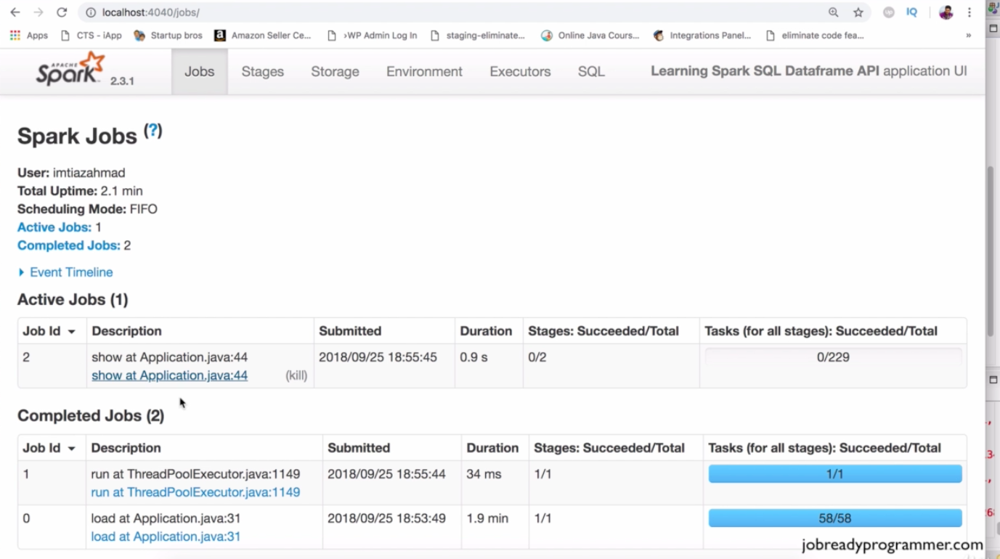 localhost:4040/jobs/
Apps CTS - iApp Startup bros Amazon Seller Ce... ›WP Admin Log In staging-eliminate... Online Java Cours... Integrations Panel... eliminate code fea... »
APACHE Spark 2.3.1 Jobs Stages Storage Environment Executors SQL Learning Spark SQL Dataframe API application UI
Spark Jobs (?)
User: imtiazahmad
Total Uptime: 2.1 min
Scheduling Mode: FIFO
Active Jobs: 1
Completed Jobs: 2
Event Timeline
Active Jobs (1)
Job Id Description Submitted Duration Stages: Succeeded/Total Tasks (for all stages): Succeeded/Total
2 show at Application.java:44 2018/09/25 18:55:45 0.9 s 0/2 0/229
show at Application.java:44 (kill)
Completed Jobs (2)
Job Id Description Submitted Duration Stages: Succeeded/Total Tasks (for all stages): Succeeded/Total
1 run at ThreadPoolExecutor.java:1149 2018/09/25 18:55:44 34 ms 1/1 1/1
run at ThreadPoolExecutor.java:1149
0 load at Application.java:31 2018/09/25 18:53:49 1.9 min 1/1 58/58
load at Application.java:31
jobreadyprogrammer.com